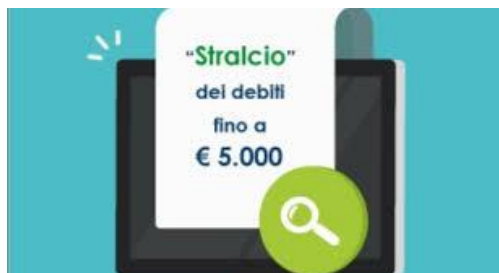 "Stralcio"
dei debiti
fino a
€ 5.000